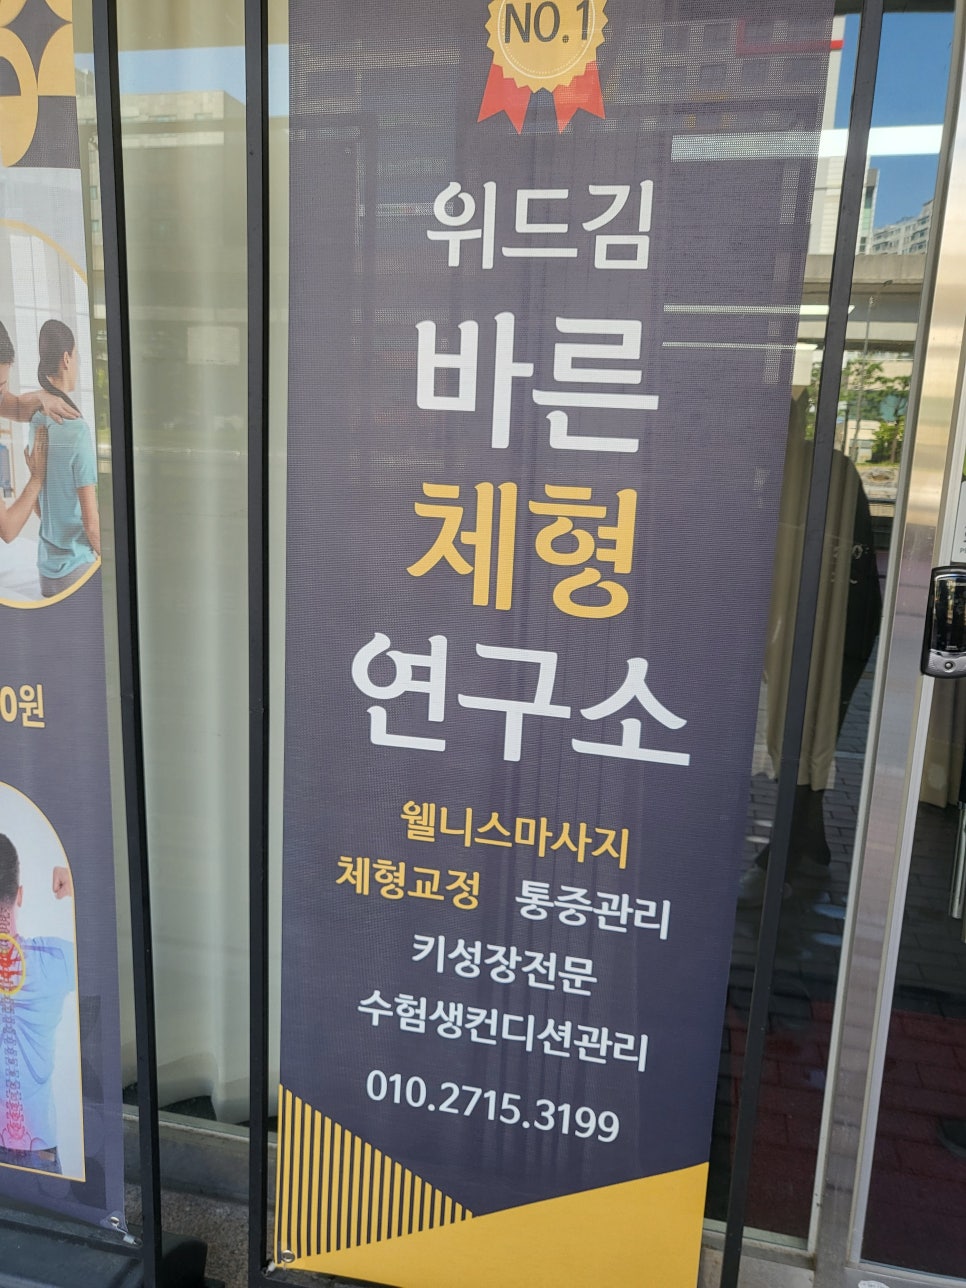 NO.1
위드김
바른
체형
연구소
웰니스마사지
체형교정 통증관리
키성장전문
수험생컨디션관리
010.2715.3199
0원